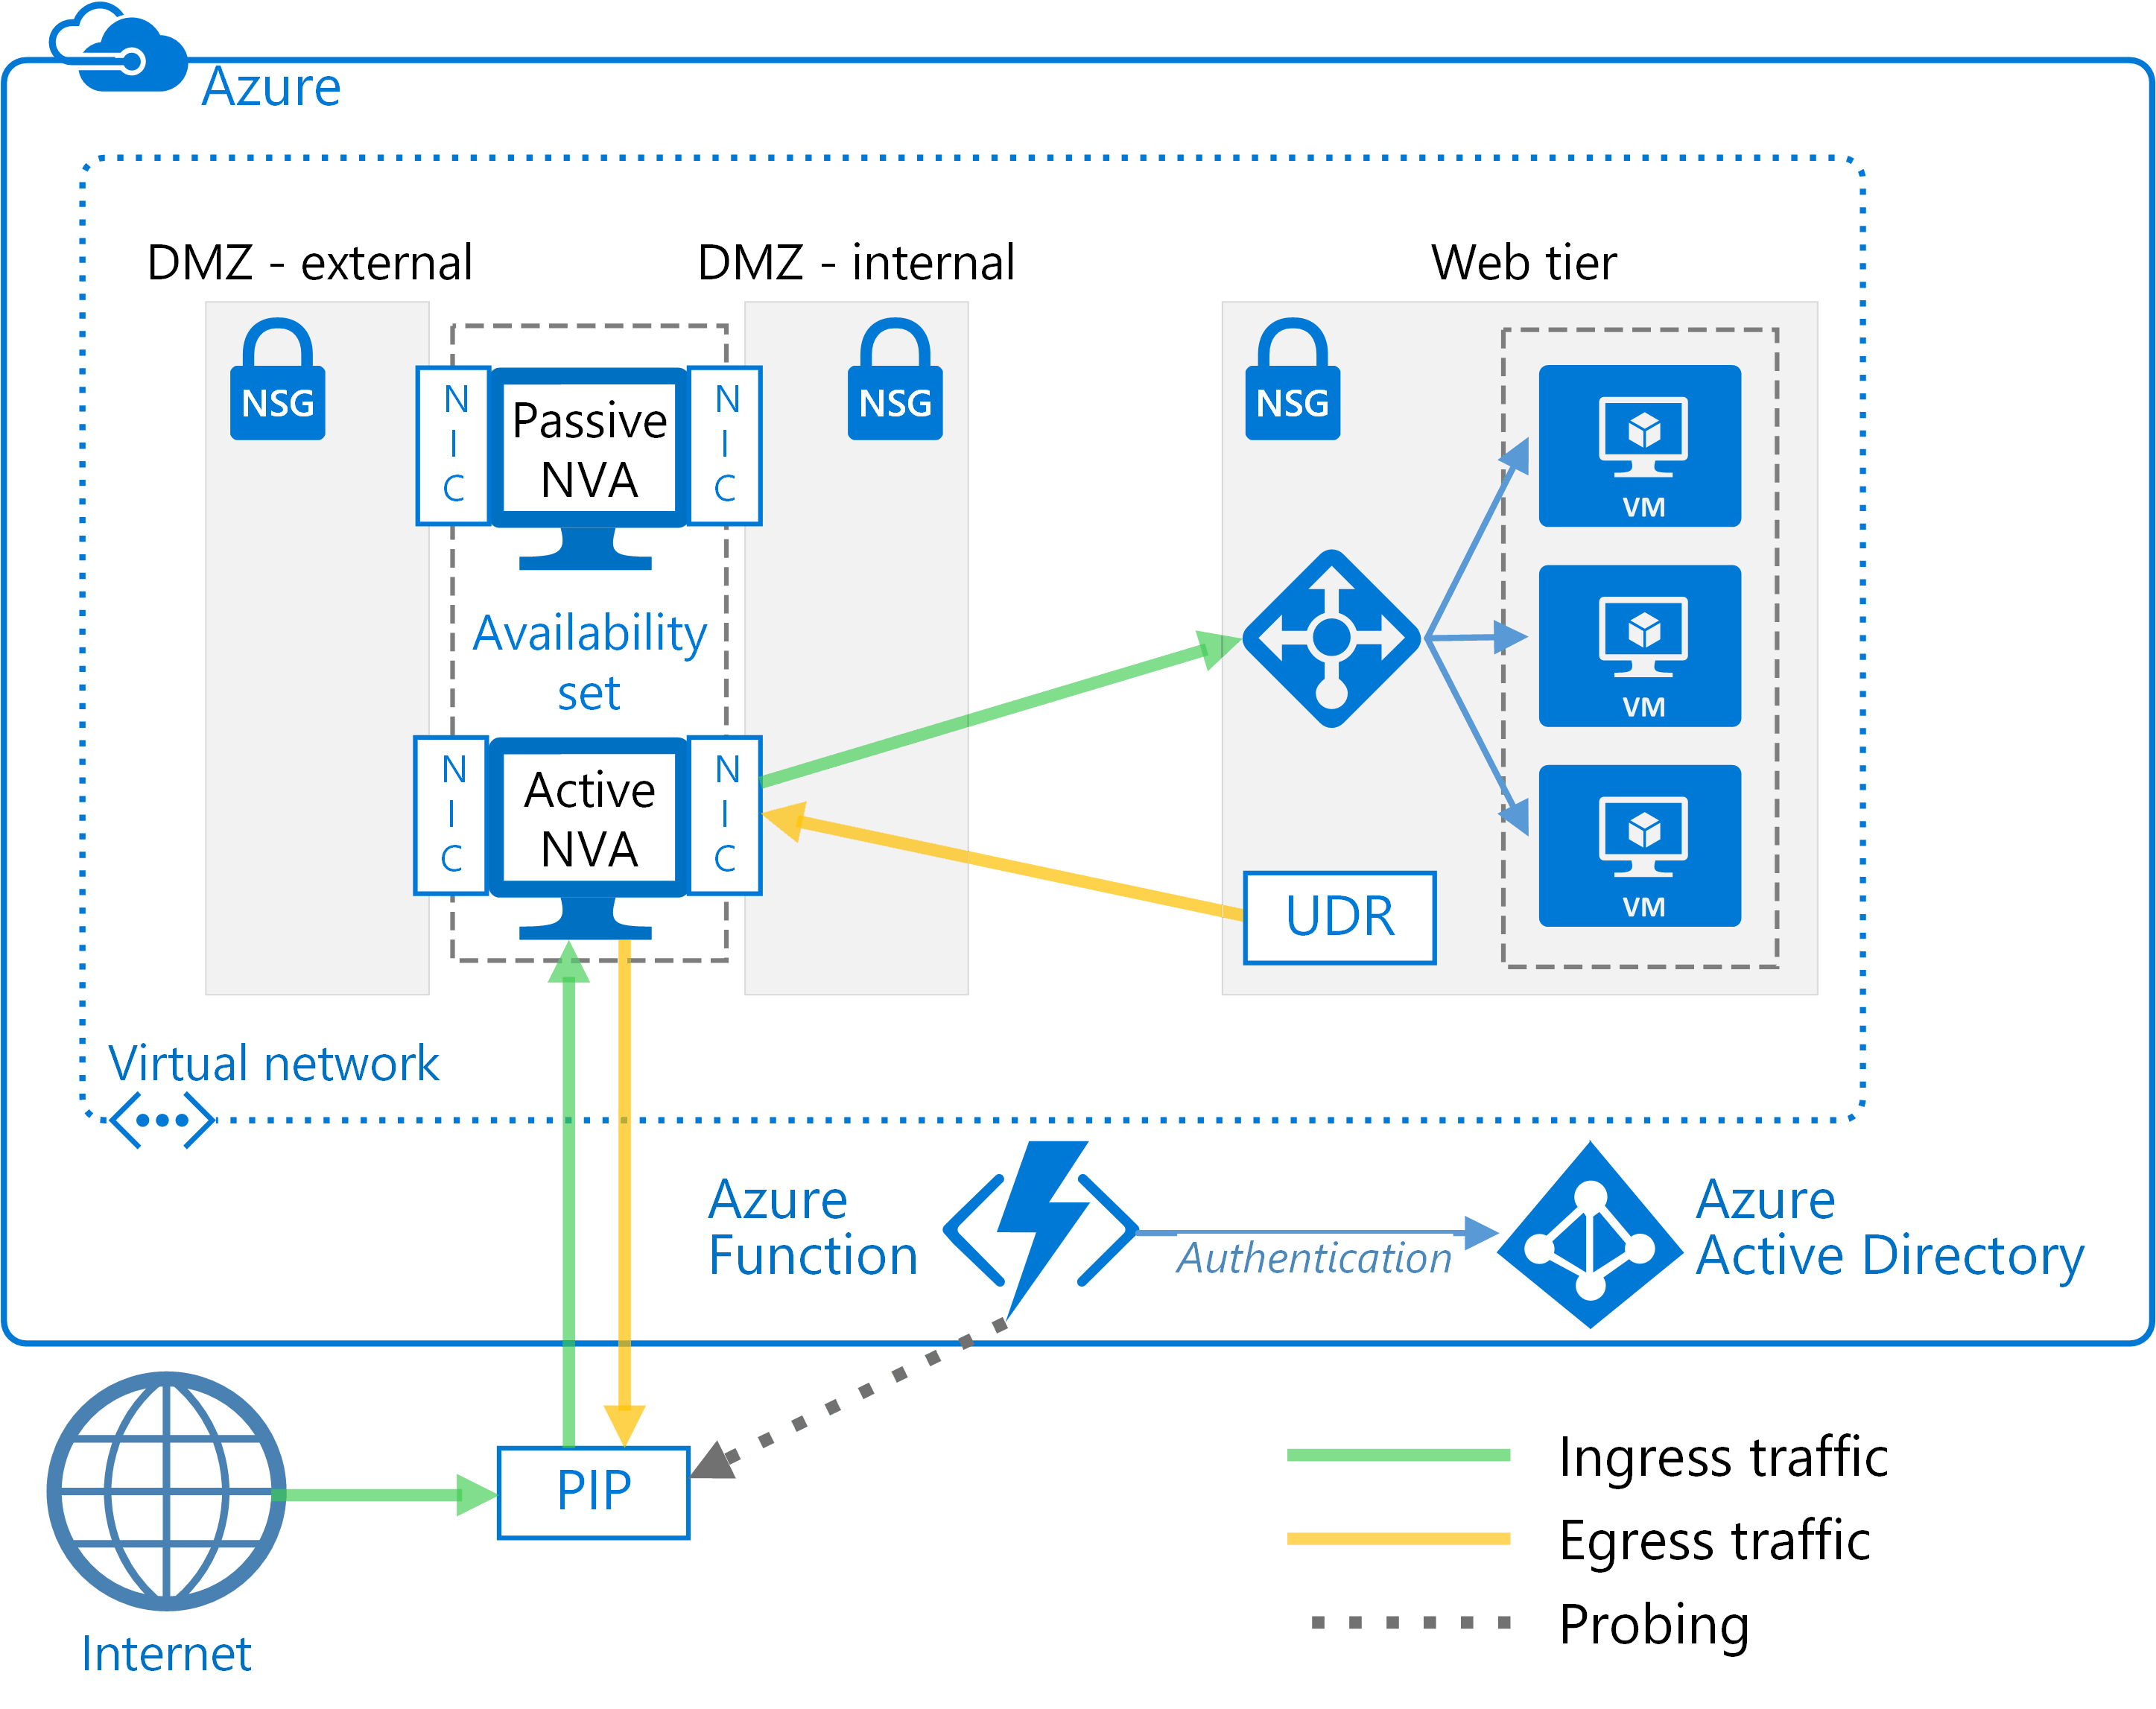 Azure
DMZ - external
DMZ - internal
Web tier
NSG
N
I
C
Passive
NVA
N
I
C
NSG
NSG
VM
Availability
set
VM
N
I
C
Active
NVA
N
I
C
UDR
VM
Virtual network
Azure
Function
Authentication
Azure
Active Directory
PIP
Internet
Ingress traffic
Egress traffic
Probing